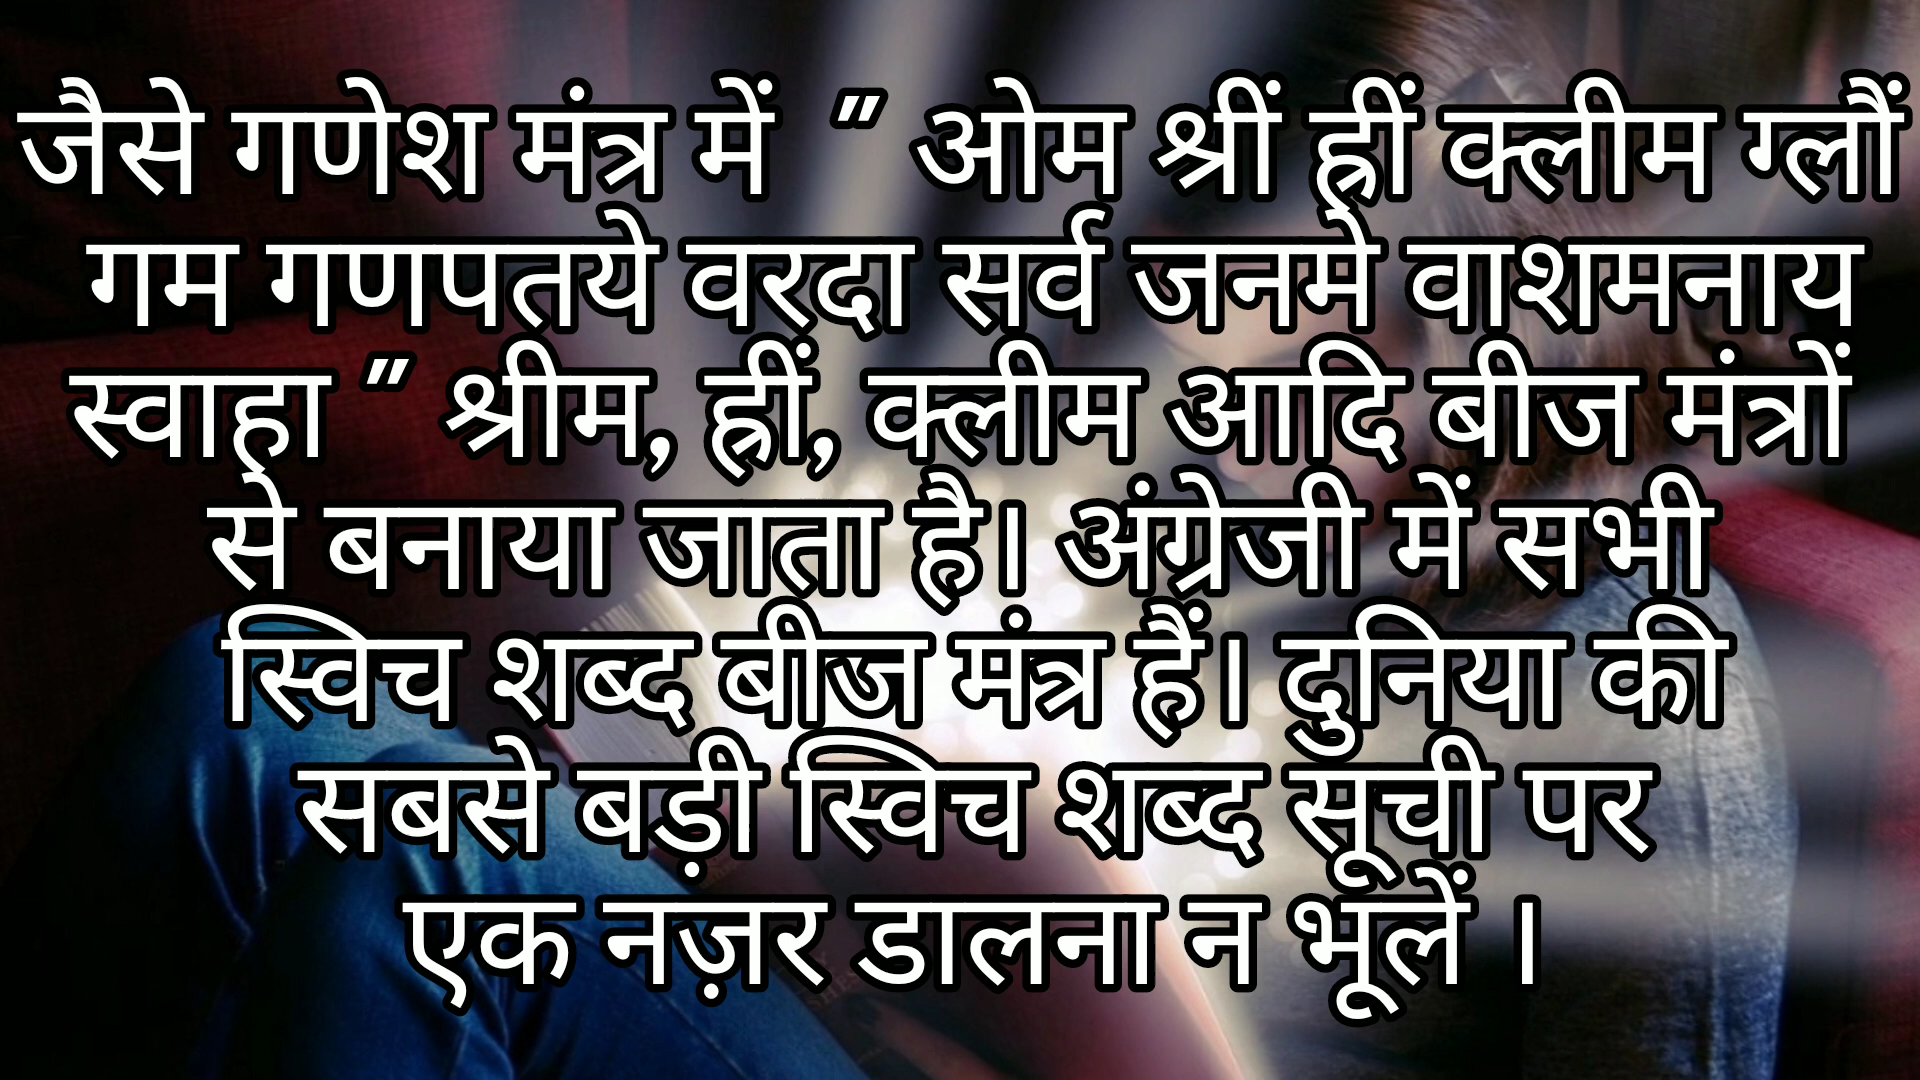 जैसे गणेश मंत्र में " ओम श्रीं ह्रीं क्लीम ग्लौं
गम गणपतये वरदा सर्व जनमे वाशमनाय
स्वाहा " श्रीम, ह्रीं, क्लीम आदि बीज मंत्रों
से बनाया जाता है। अंग्रेजी में सभी
स्विच शब्द बीज मंत्र हैं। दुनिया की
सबसे बड़ी स्विच शब्द सूची पर
एक नज़र डालना न भूलें ।